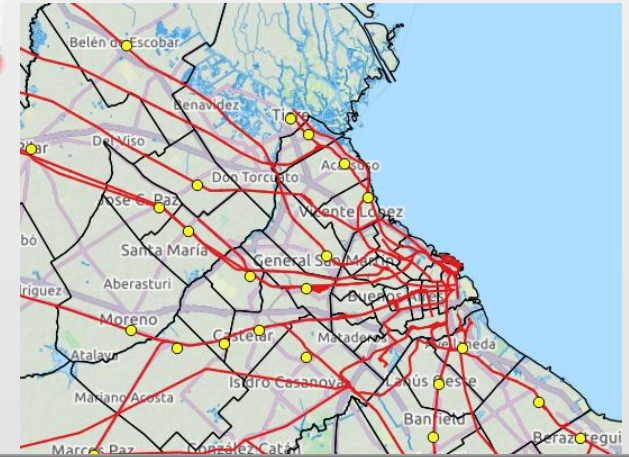 Belén de Escobar
Benavídez
Tigre
Pilar
Del Viso
Acassuso
Don Torcuato
José C. Paz
Vicente López
Santa María
General San Martín
Aberasturi
Buenos Aires
Moreno
Castelar
Mataderos
Avellaneda
Atalaya
Isidro Casanova
Lanús Oeste
Mariano Acosta
Banfield
Berazategui
Marcos Paz
González Catán